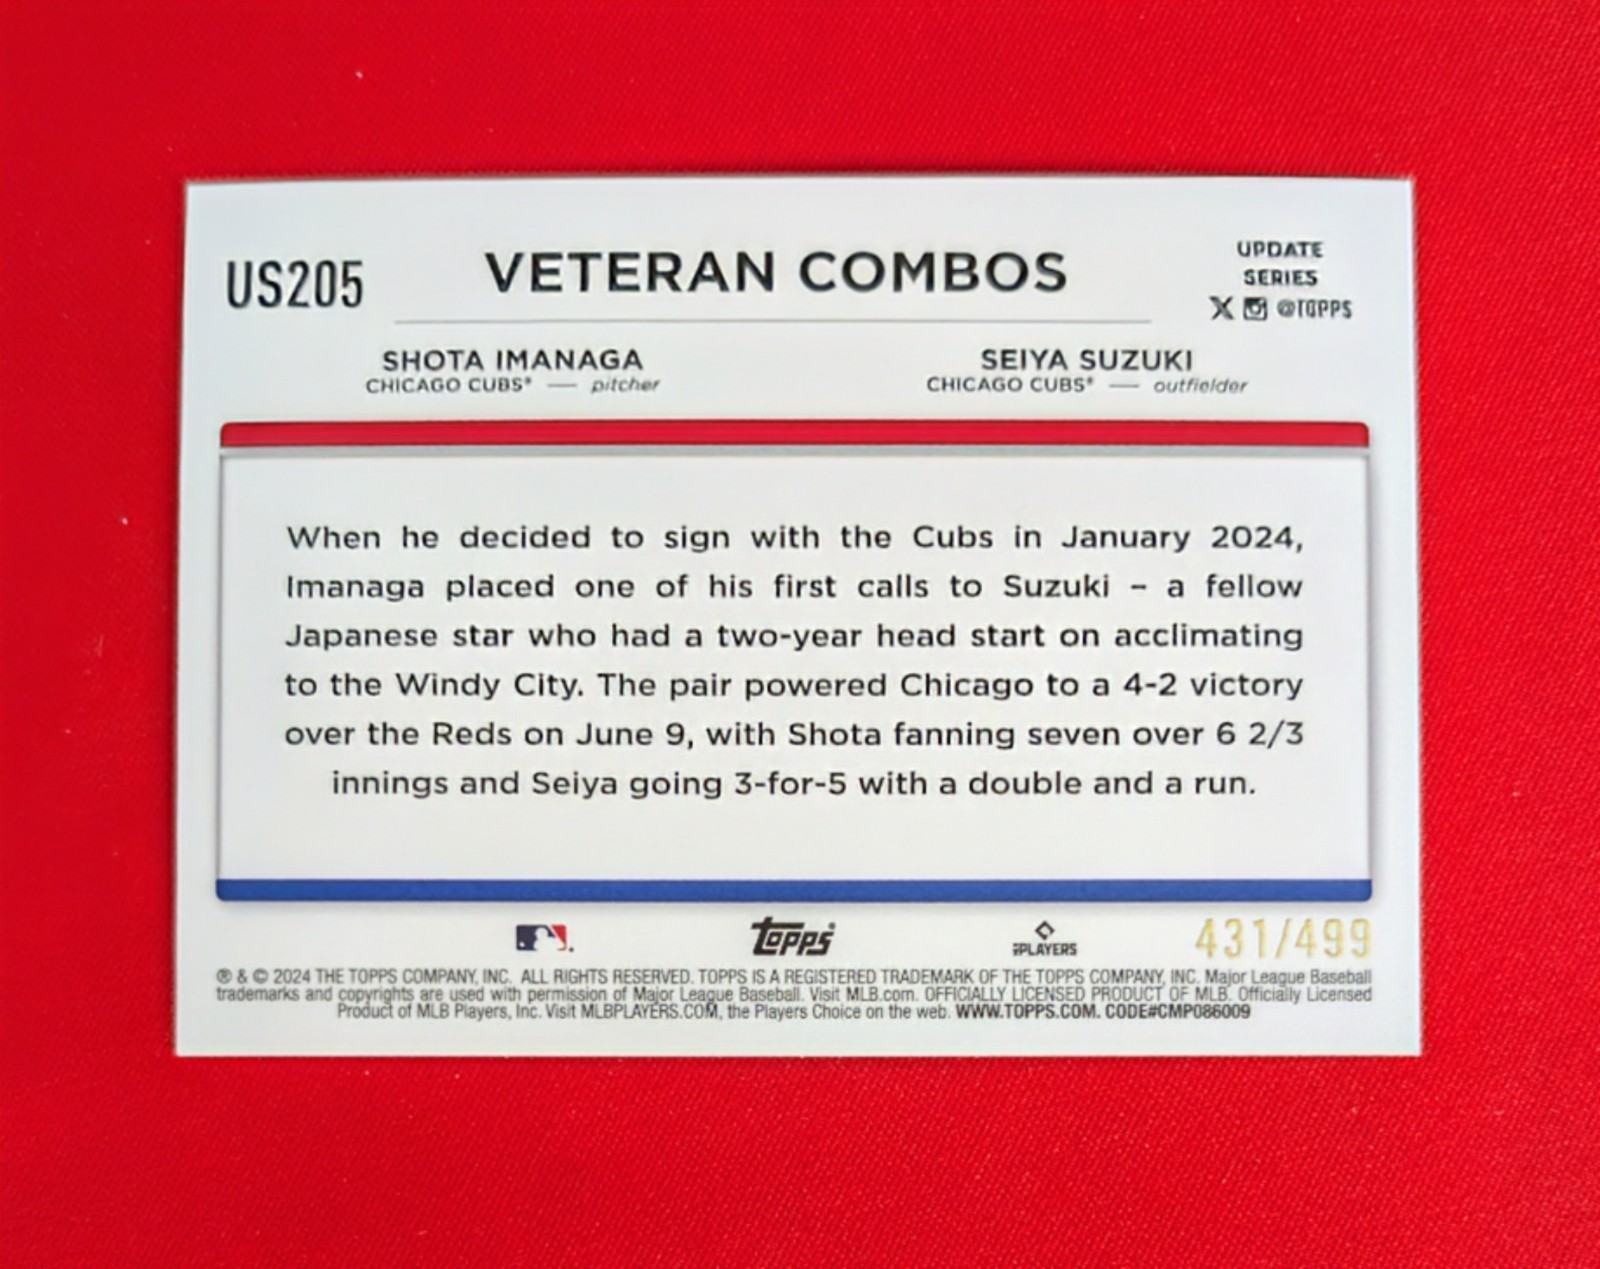 US205
VETERAN COMBOS
UPDATE
SERIES
X @TOPPS
SHOTA IMANAGA
CHICAGO CUBS® — pitcher
SEIYA SUZUKI
CHICAGO CUBS® — outfielder
When he decided to sign with the Cubs in January 2024,
Imanaga placed one of his first calls to Suzuki – a fellow
Japanese star who had a two-year head start on acclimating
to the Windy City. The pair powered Chicago to a 4-2 victory
over the Reds on June 9, with Shota fanning seven over 6 2/3
innings and Seiya going 3-for-5 with a double and a run.
Topps®
PLAYERS
431/499
® & © 2024 THE TOPPS COMPANY, INC. ALL RIGHTS RESERVED. TOPPS IS A REGISTERED TRADEMARK OF THE TOPPS COMPANY, INC. Major League Baseball
trademarks and copyrights are used with permission of Major League Baseball. Visit MLB.com. OFFICIALLY LICENSED PRODUCT OF MLB. Officially Licensed
Product of MLB Players, Inc. Visit MLBPLAYERS.COM, the Players Choice on the web. WWW.TOPPS.COM. CODE#CMP086009